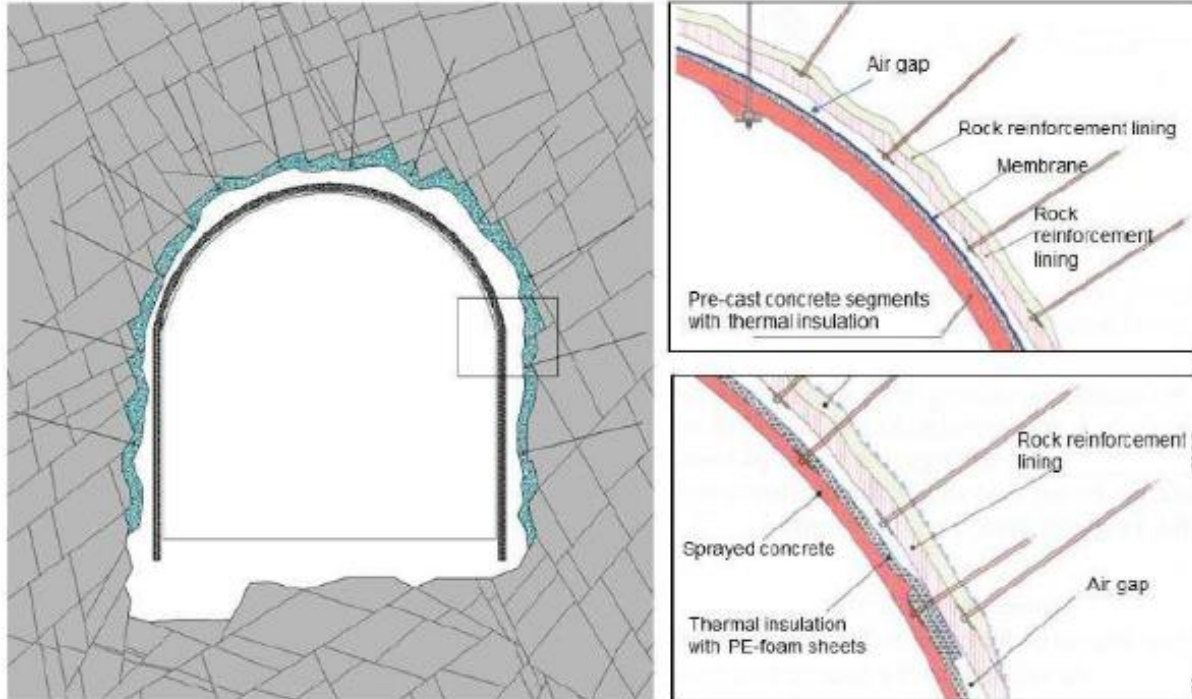 Air gap
Rock reinforcement lining
Membrane
Rock
reinforcement
lining
Pre-cast concrete segments
with thermal insulation
Rock reinforcement
lining
Sprayed concrete
Air gap
Thermal insulation
with PE-foam sheets